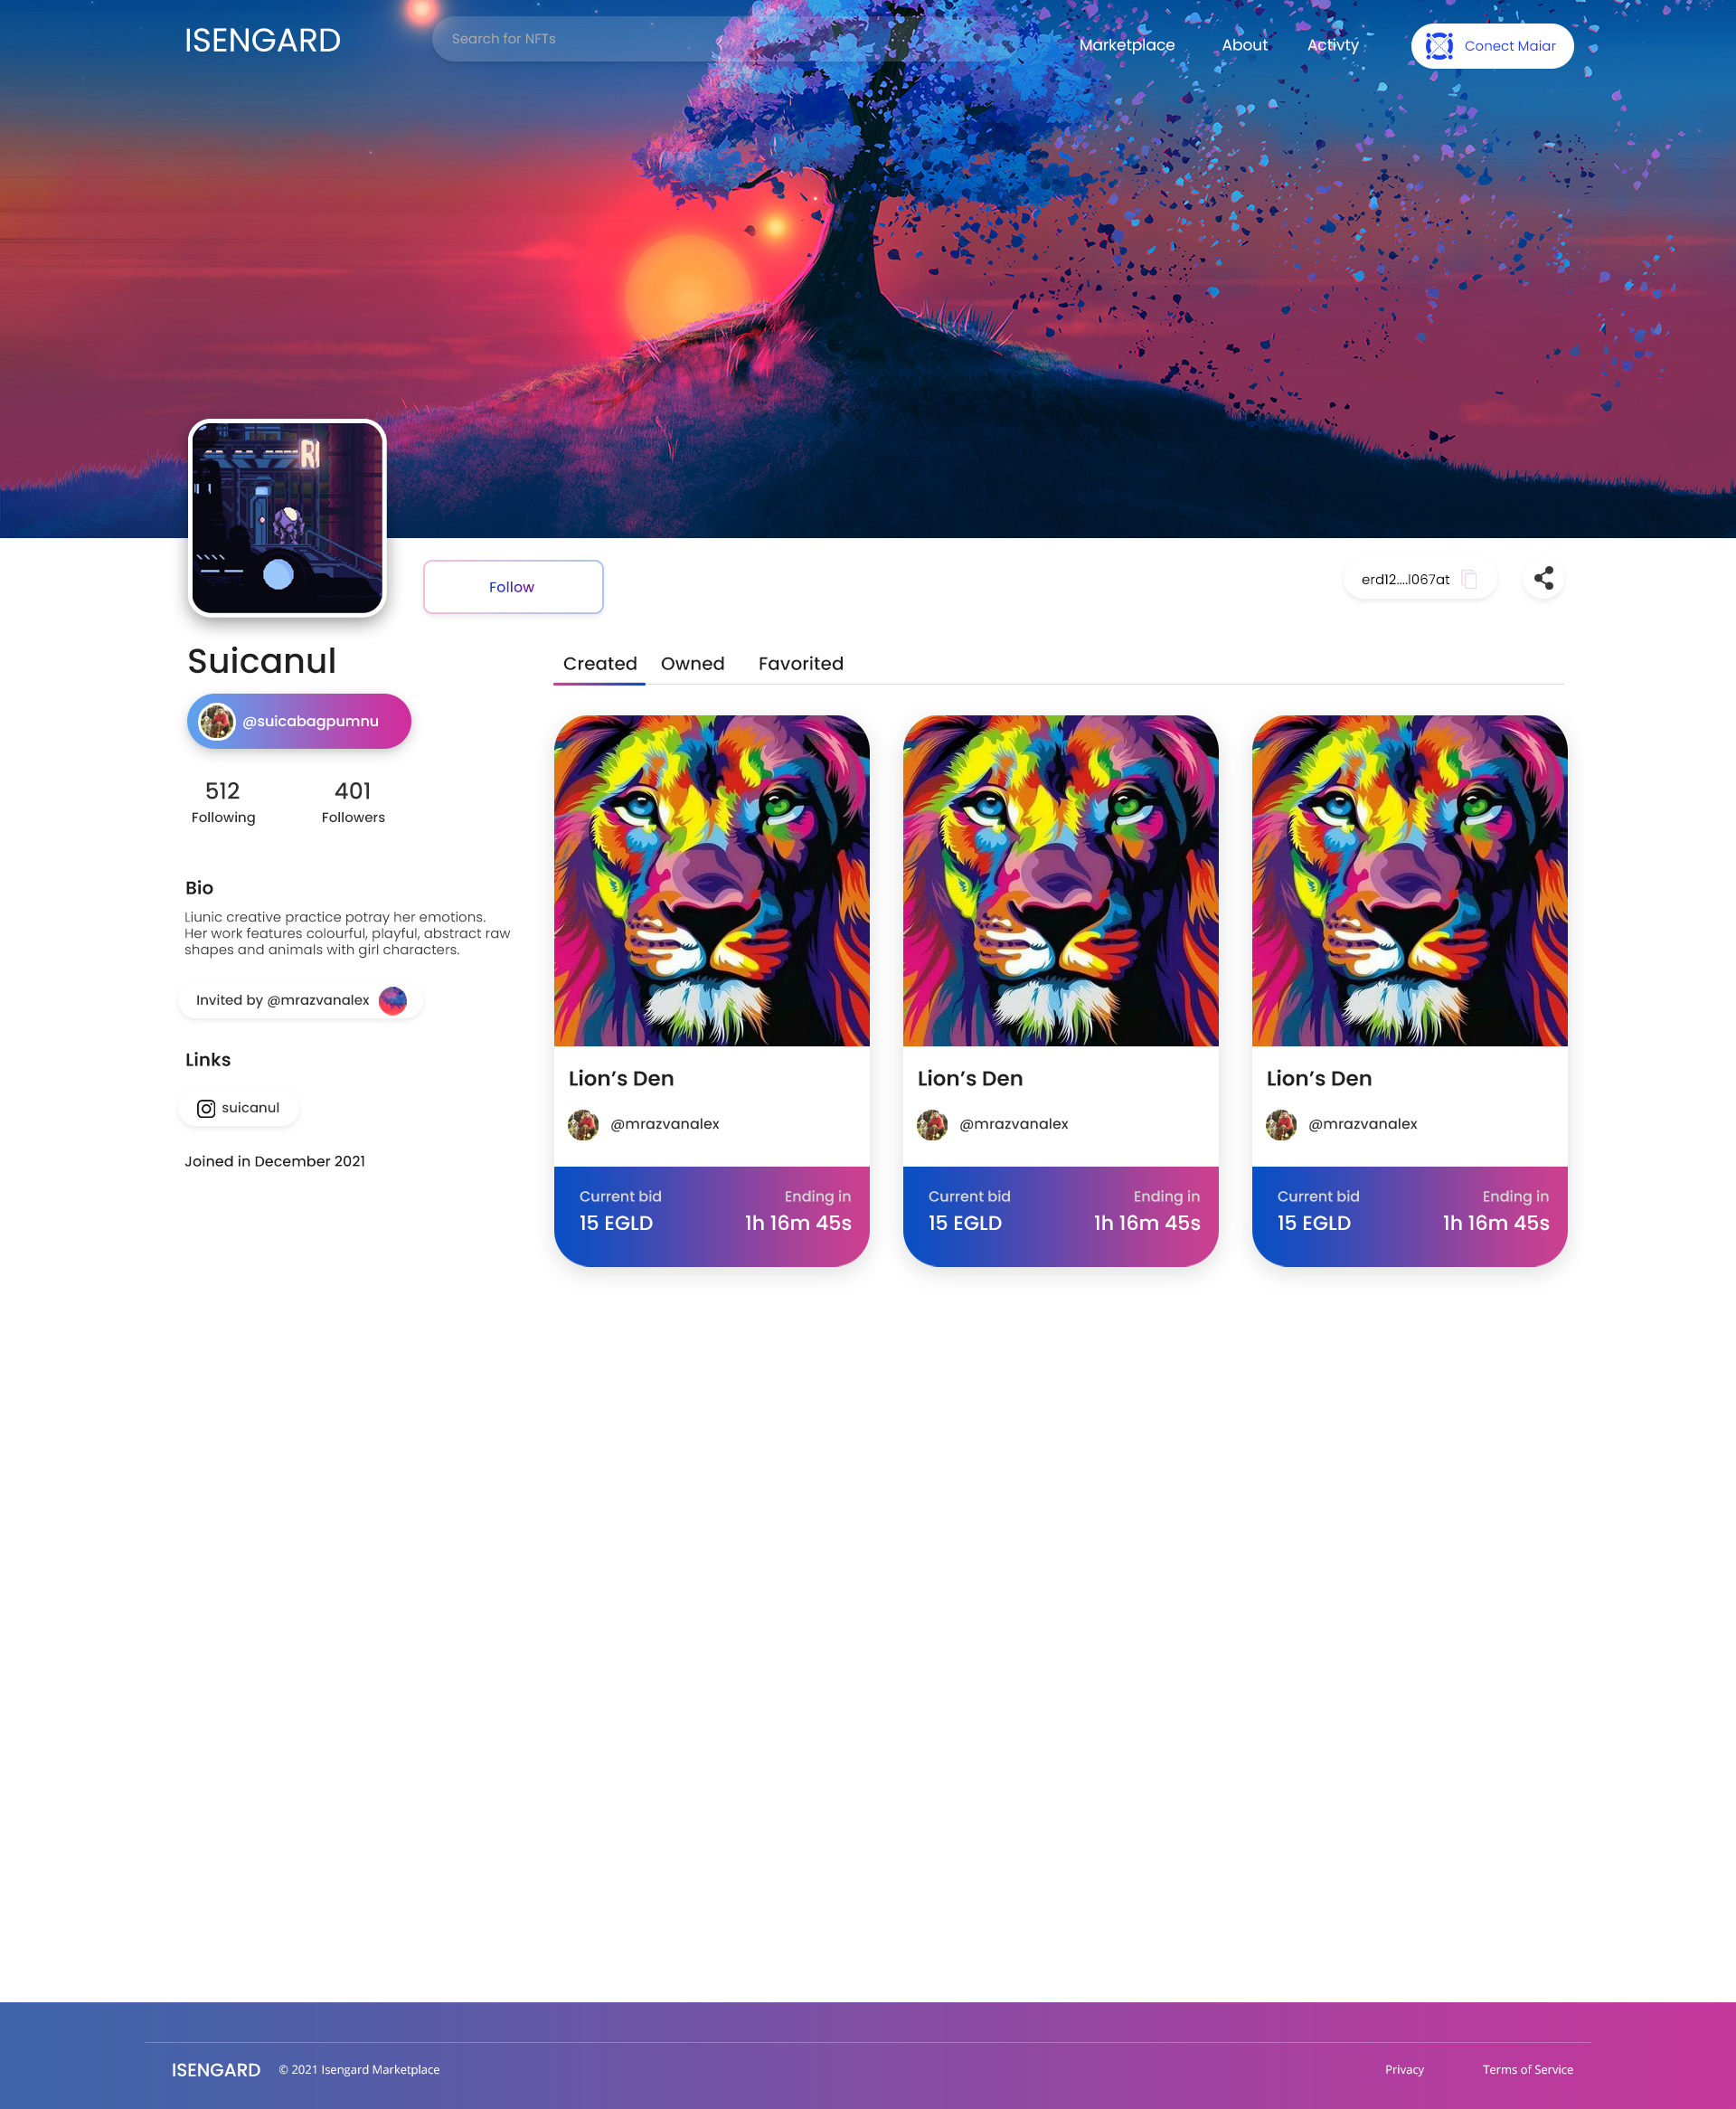 ISENGARD
Search for NFTs
Marketplace
About
Activty
Conect Maiar
RI
Follow
erd12....l067at
Suicanul
@suicabagpumnu
512
Following
401
Followers
Bio
Liunic creative practice potray her emotions.
Her work features colourful, playful, abstract raw
shapes and animals with girl characters.
Invited by @mrazvanalex
Links
suicanul
Joined in December 2021
Created
Owned
Favorited
Lion’s Den
@mrazvanalex
Current bid
Ending in
15 EGLD
1h 16m 45s
Lion’s Den
@mrazvanalex
Current bid
Ending in
15 EGLD
1h 16m 45s
Lion’s Den
@mrazvanalex
Current bid
Ending in
15 EGLD
1h 16m 45s
ISENGARD
© 2021 Isengard Marketplace
Privacy
Terms of Service